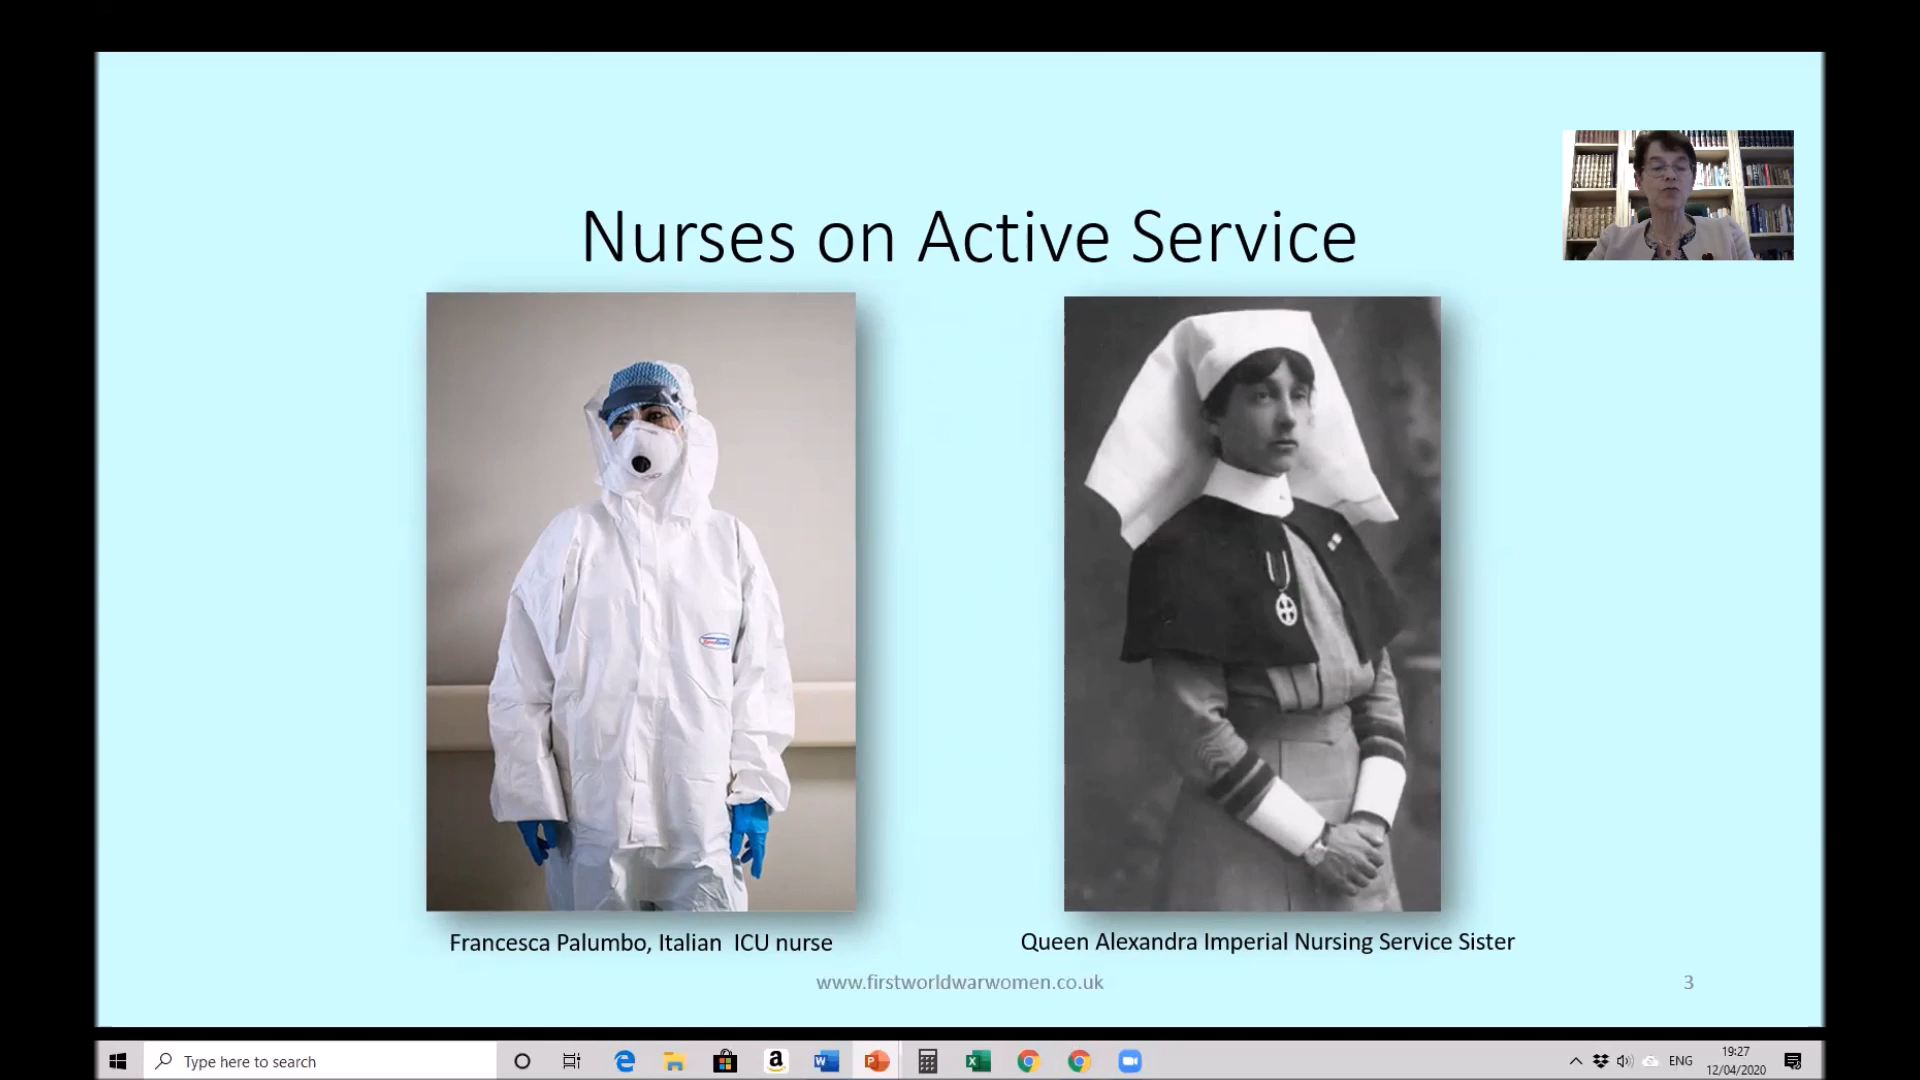 Nurses on Active Service
Francesca Palumbo, Italian ICU nurse
Queen Alexandra Imperial Nursing Service Sister
www.firstworldwarwomen.co.uk
3
Type here to search
ENG
19:27
12/04/2020